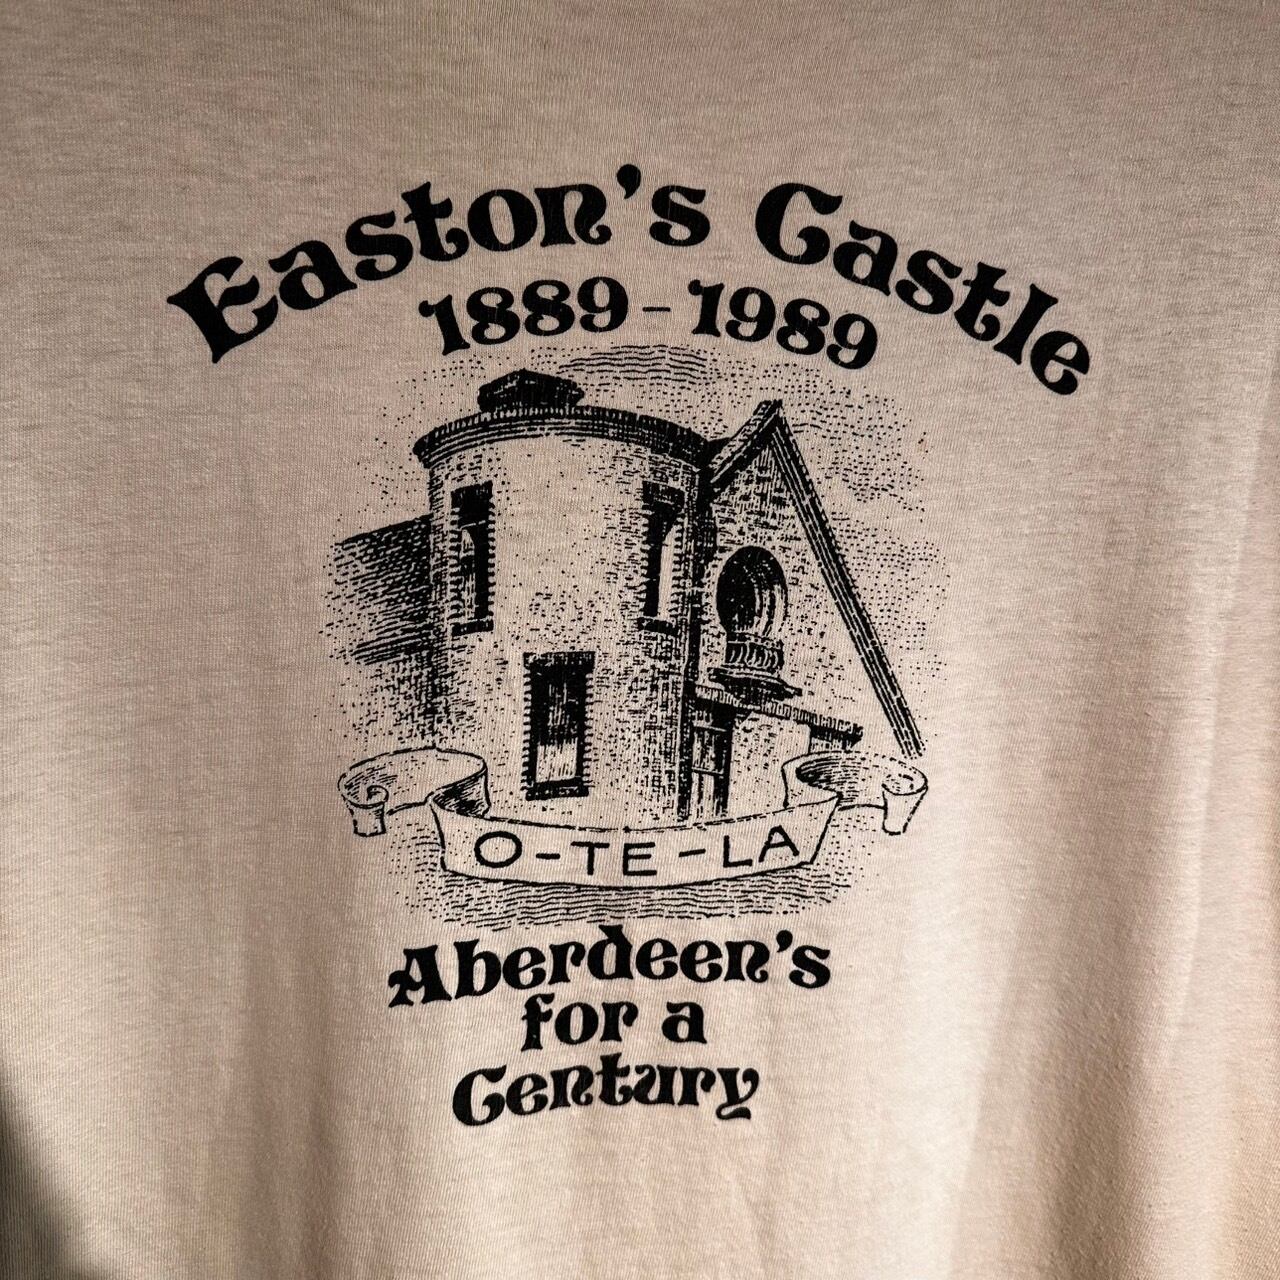 Easton's Castle
1889-1989
O-TE-LA
Aberdeen's
for a
Century